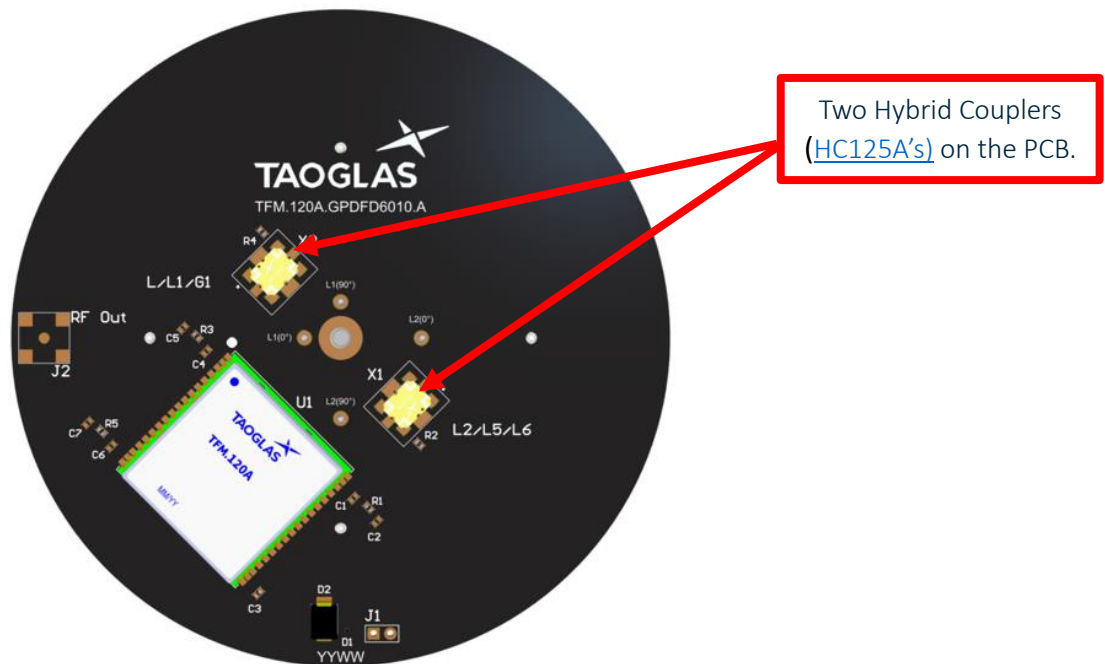 Two Hybrid Couplers
(HC125A's) on the PCB.
TAOGLAS
TFM.120A.GPDFD6010.A
R4
L/L1/G1
L1(90°)
RF Out
C5
R3
L1(0°)
L2(0°)
C4
J2
X1
U1
L2(90°)
C7
R5
R2
L2/L5/L6
C6
TAOGLAS
TFM.120A
MM/YY
C1
R1
C2
C3
D2
J1
D1
YYWW